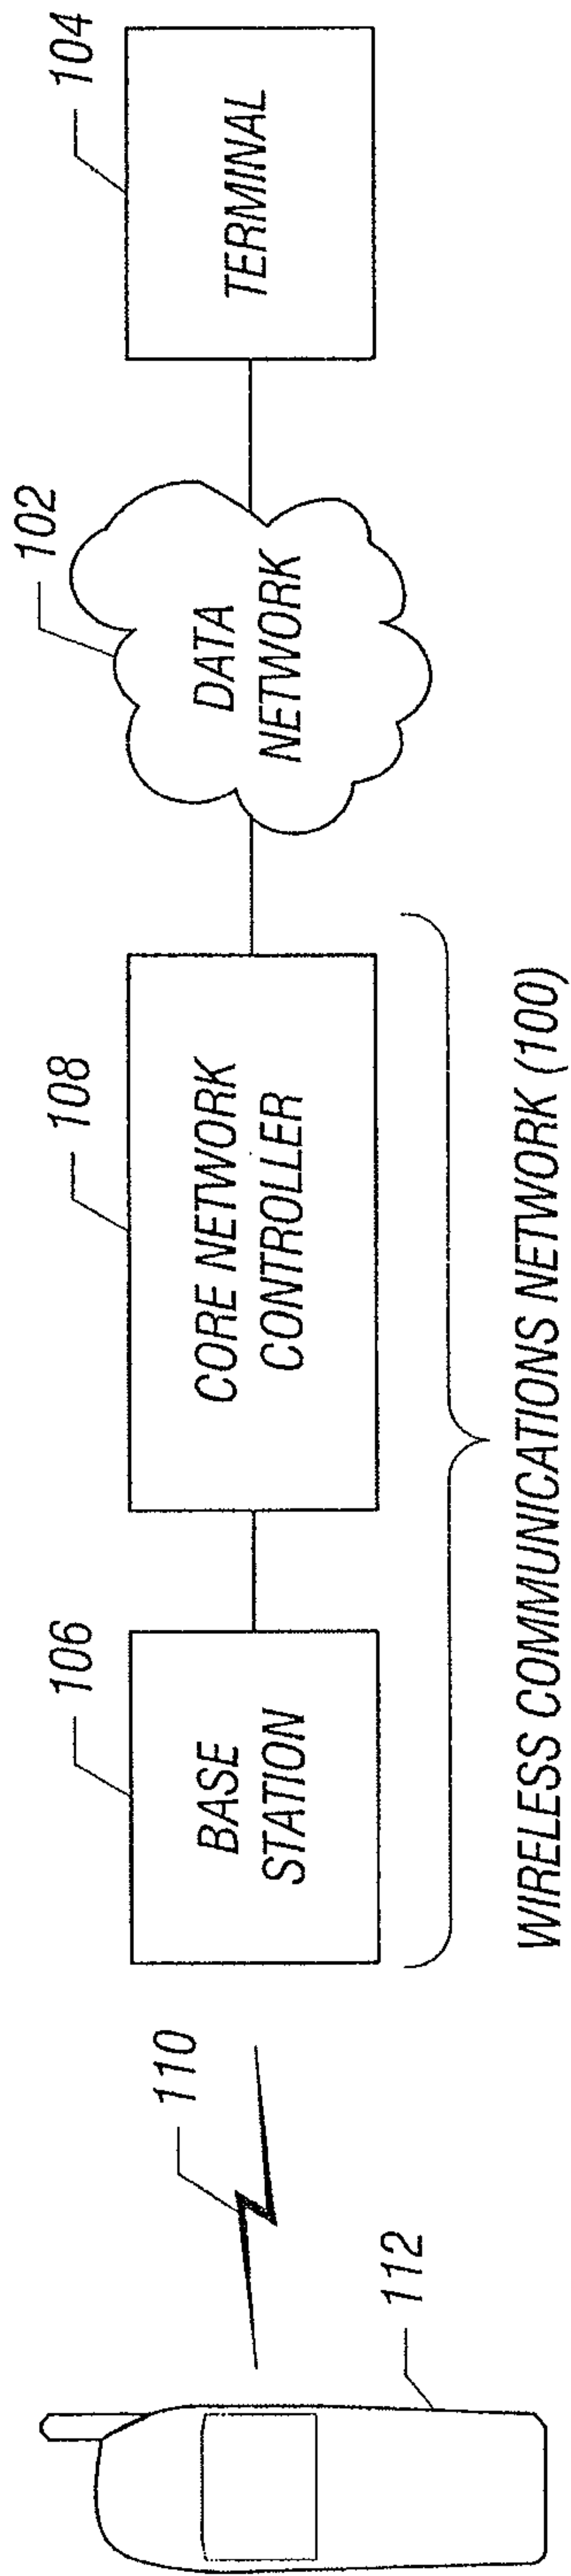 112
110
106
BASE
STATION
108
CORE NETWORK
CONTROLLER
102
DATA
NETWORK
104
TERMINAL
WIRELESS COMMUNICATIONS NETWORK (100)